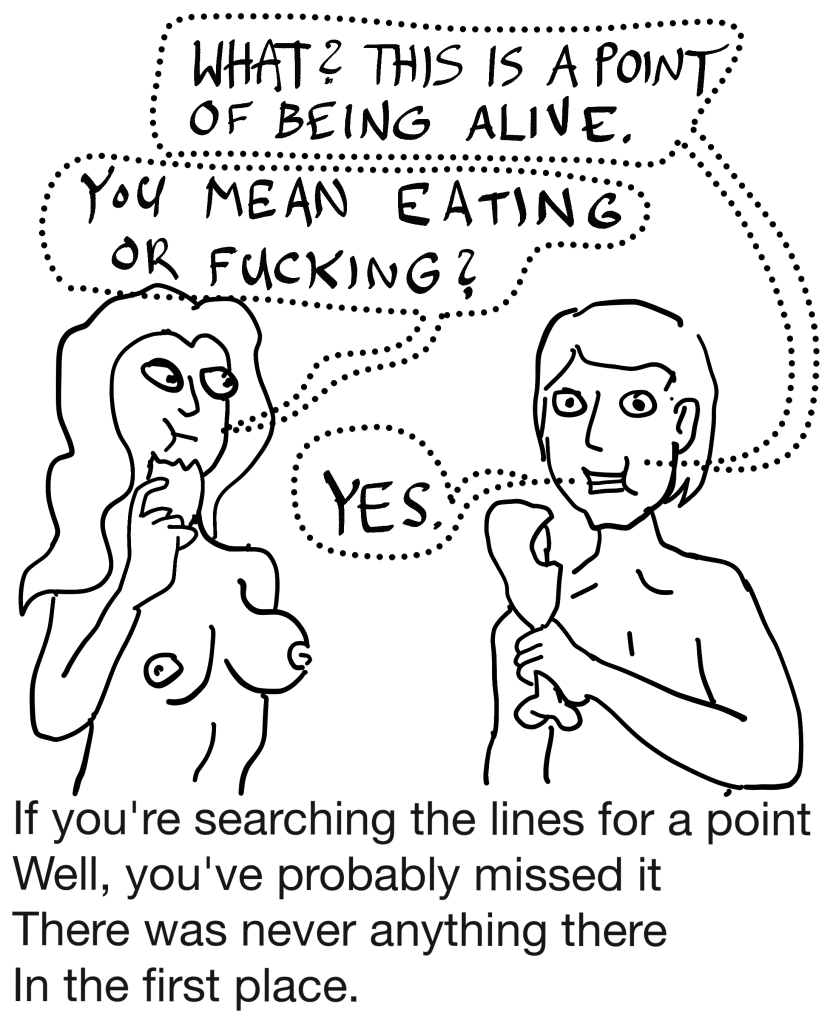 WHAT? THIS IS A POINT
OF BEING ALIVE.
YOU MEAN EATING
OR FUCKING?
YES.
If you're searching the lines for a point
Well, you've probably missed it
There was never anything there
In the first place.